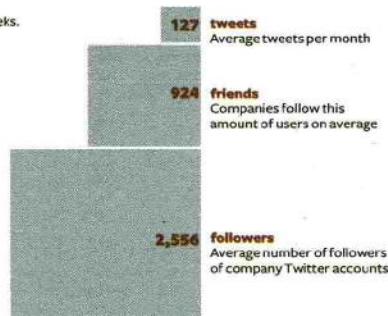 eeks.
127 tweets
Average tweets per month
924 friends
Companies follow this
amount of users on average
2,556 followers
Average number of followers
of company Twitter accounts